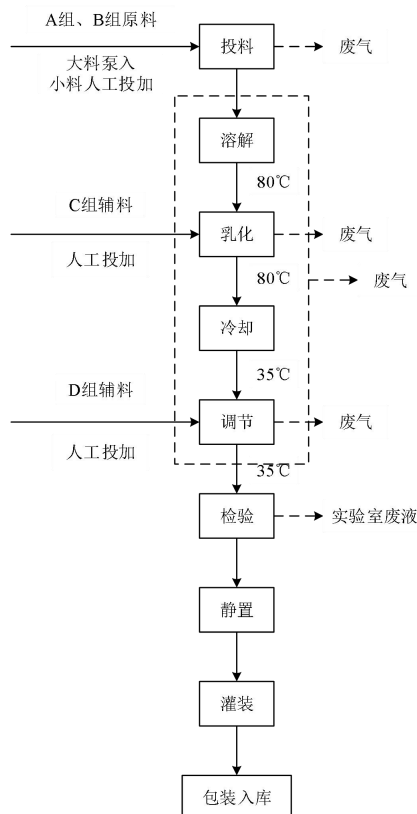 A组、B组原料
投料
废气
大料泵入
小料人工投加
溶解
80℃
C组辅料
乳化
废气
人工投加
80℃
废气
冷却
35℃
D组辅料
调节
废气
人工投加
35℃
检验
实验室废液
静置
灌装
包装入库